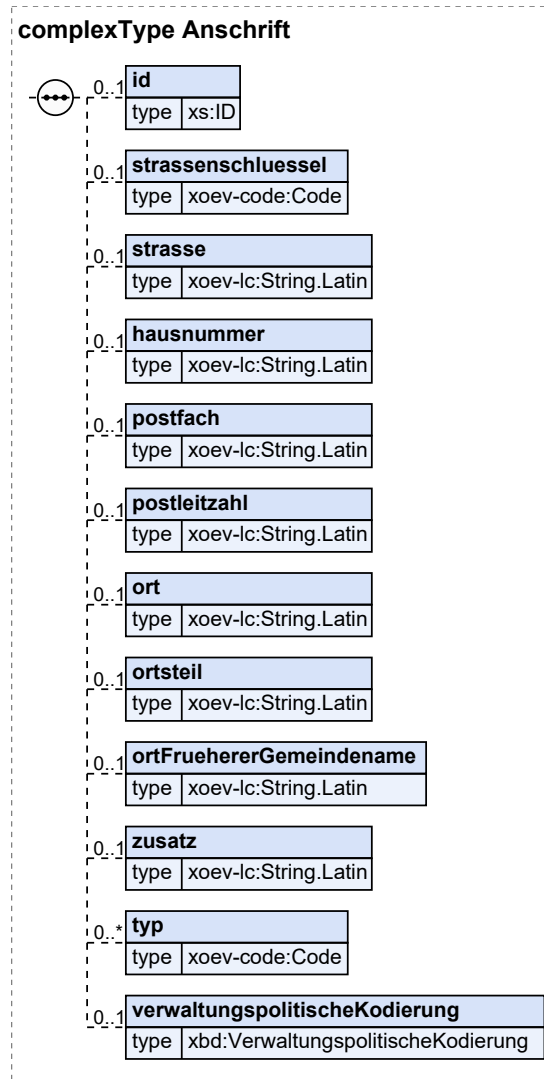 complexType Anschrift
0..1 id
type xs:ID
0..1 strassenschluessel
type xoev-code:Code
0..1 strasse
type xoev-lc:String.Latin
0..1 hausnummer
type xoev-lc:String.Latin
0..1 postfach
type xoev-lc:String.Latin
0..1 postleitzahl
type xoev-lc:String.Latin
0..1 ort
type xoev-lc:String.Latin
0..1 ortsteil
type xoev-lc:String.Latin
0..1 ortFruehererGemeindename
type xoev-lc:String.Latin
0..1 zusatz
type xoev-lc:String.Latin
0..* typ
type xoev-code:Code
0..1 verwaltungspolitischeKodierung
type xbd:VerwaltungspolitischeKodierung